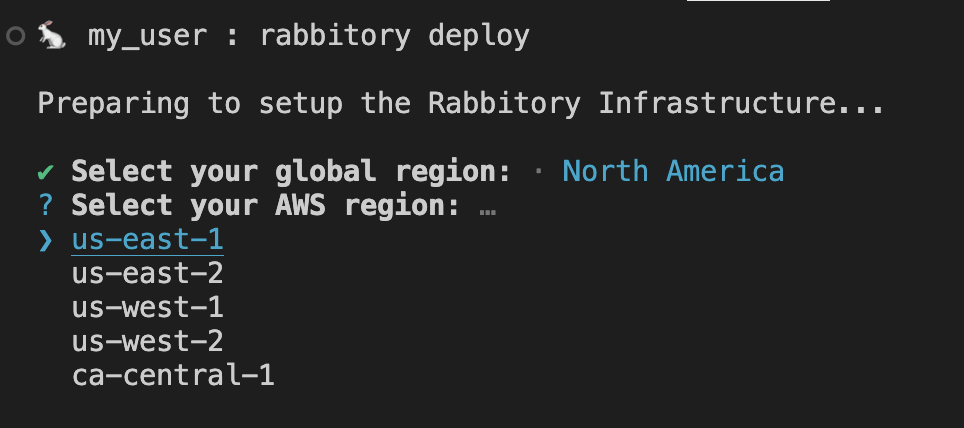 my_user : rabbitory deploy
Preparing to setup the Rabbitory Infrastructure...
✔ Select your global region: · North America
? Select your AWS region: …
❯ us-east-1
us-east-2
us-west-1
us-west-2
ca-central-1